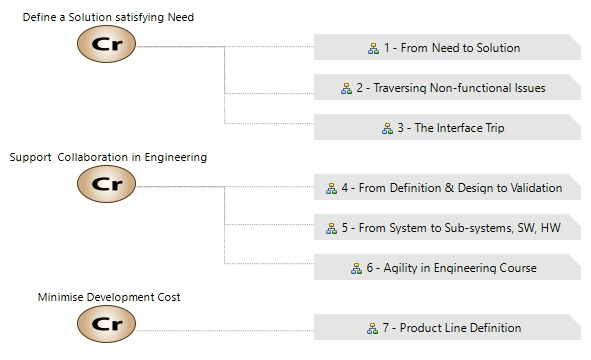 Define a Solution satisfying Need
Cr
1 - From Need to Solution
2 - Traversing Non-functional Issues
3 - The Interface Trip
Support Collaboration in Engineering
Cr
4 - From Definition & Design to Validation
5 - From System to Sub-systems, SW, HW
6 - Agility in Engineering Course
Minimise Development Cost
Cr
7 - Product Line Definition